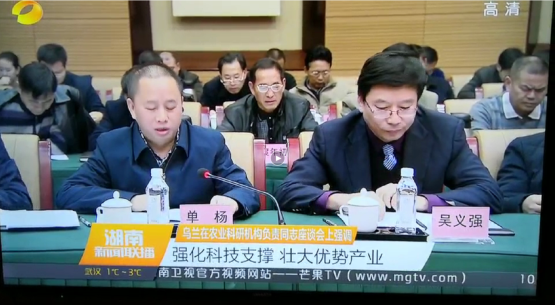 高清
单 杨
吴义强
湖南
新闻联播
乌兰在农业科研机构负责同志座谈会上强调
强化科技支撑 壮大优势产业
武汉 1℃~3℃
南卫视官方视频网站——芒果TV（www.mgtv.com）
10